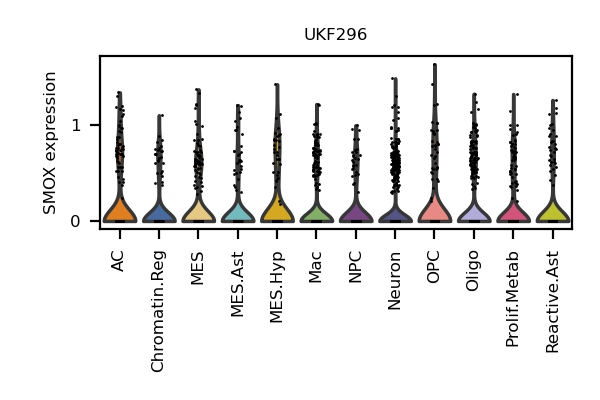 UKF296
SMOX expression
1
0
AC
Chromatin.Reg
MES
MES.Ast
MES.Hyp
Mac
NPC
Neuron
OPC
Oligo
Prolif.Metab
Reactive.Ast